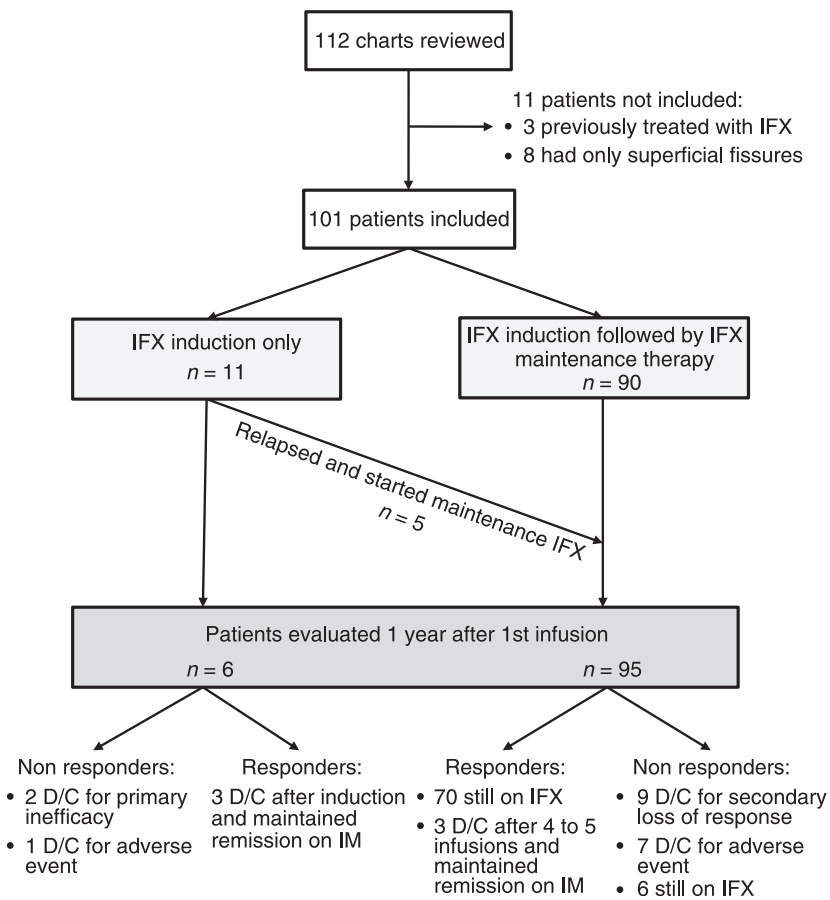 112 charts reviewed
11 patients not included:
• 3 previously treated with IFX
• 8 had only superficial fissures
101 patients included
IFX induction only
n = 11
IFX induction followed by IFX
maintenance therapy
n = 90
Relapsed and started maintenance IFX
n = 5
Patients evaluated 1 year after 1st infusion
n = 6
n = 95
Non responders:
• 2 D/C for primary
inefficacy
• 1 D/C for adverse
event
Responders:
3 D/C after induction
and maintained
remission on IM
Responders:
• 70 still on IFX
• 3 D/C after 4 to 5
infusions and
maintained
remission on IM
Non responders:
• 9 D/C for secondary
loss of response
• 7 D/C for adverse
event
• 6 still on IFX